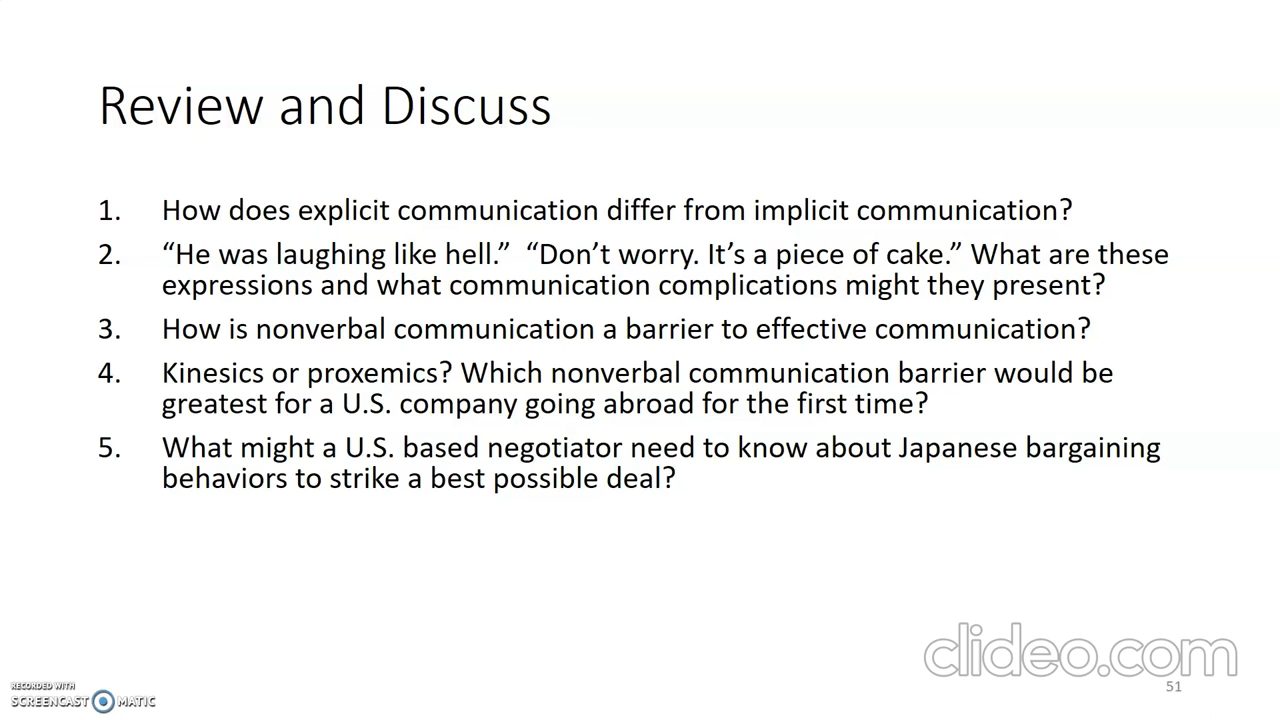 Review and Discuss
1. How does explicit communication differ from implicit communication?
2. “He was laughing like hell.”  “Don’t worry. It’s a piece of cake.” What are these
expressions and what communication complications might they present?
3. How is nonverbal communication a barrier to effective communication?
4. Kinesics or proxemics? Which nonverbal communication barrier would be
greatest for a U.S. company going abroad for the first time?
5. What might a U.S. based negotiator need to know about Japanese bargaining
behaviors to strike a best possible deal?
clideo.com
51
RECORDED WITH
SCREENCAST MATIC